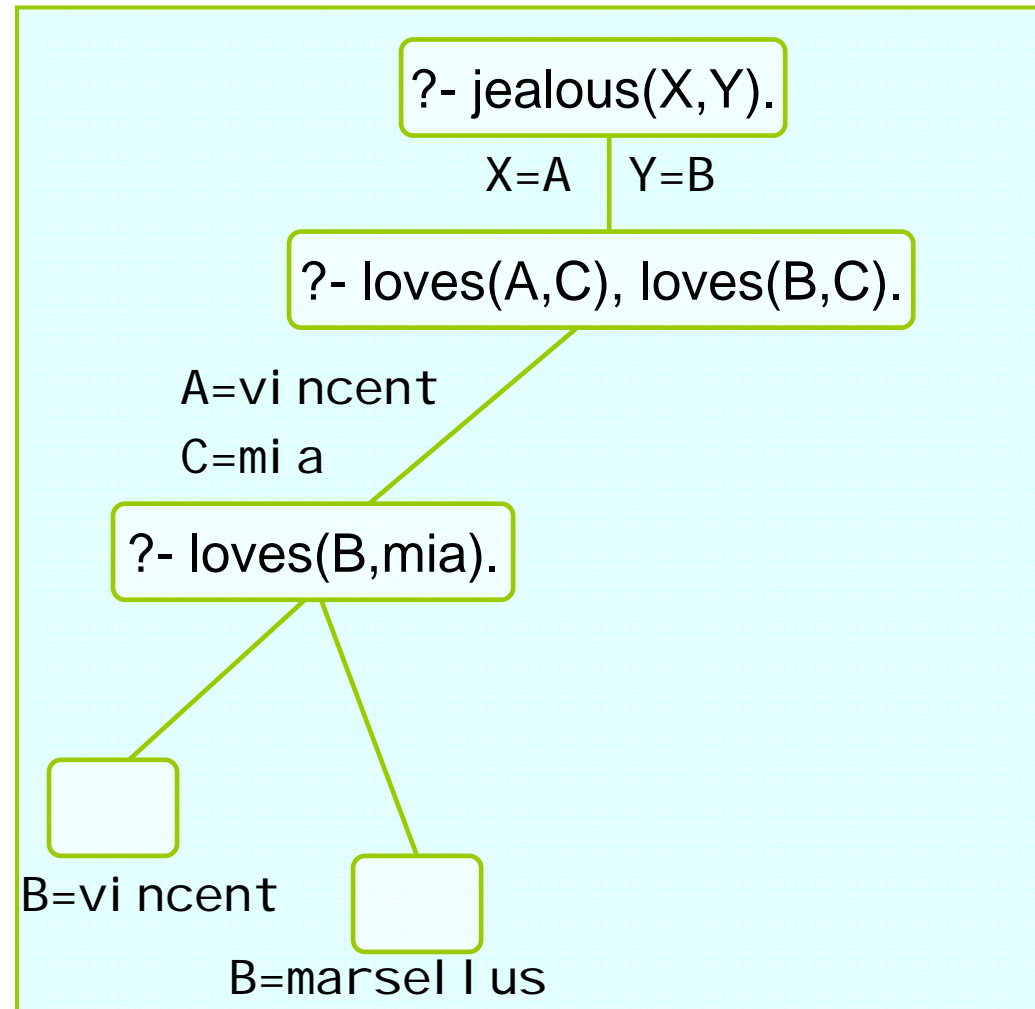 ?- jealous(X,Y).
X=A Y=B
?- loves(A,C), loves(B,C).
A=vincent
C=mia
?- loves(B,mia).
B=vincent
B=marsellus